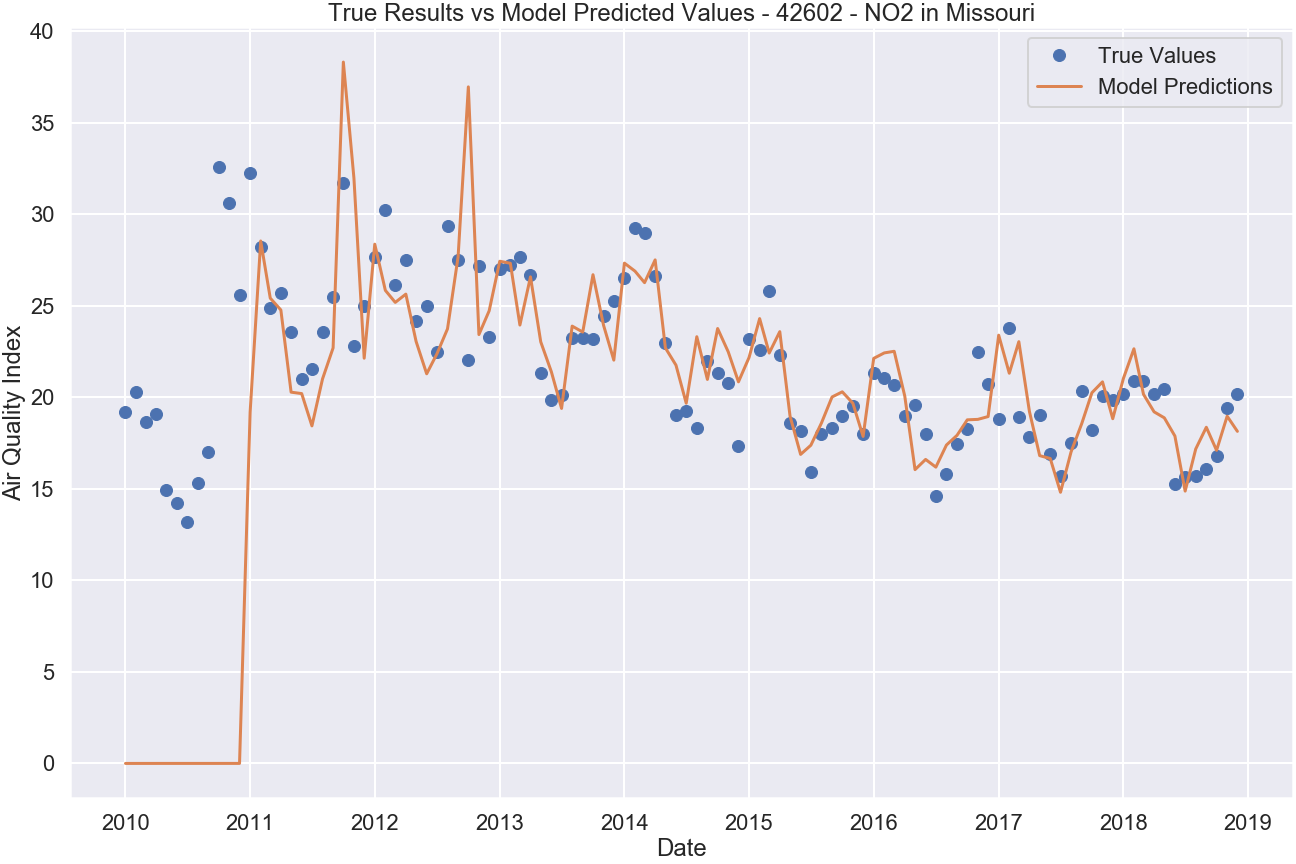 True Results vs Model Predicted Values - 42602 - NO2 in Missouri
True Values
Model Predictions
Air Quality Index
40
35
30
25
20
15
10
5
0
2010 2011 2012 2013 2014 2015 2016 2017 2018 2019
Date